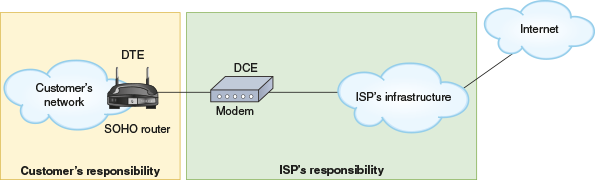 DTE
Customer's
network
SOHO router
Customer's responsibility
DCE
Modem
ISP's infrastructure
ISP's responsibility
Internet